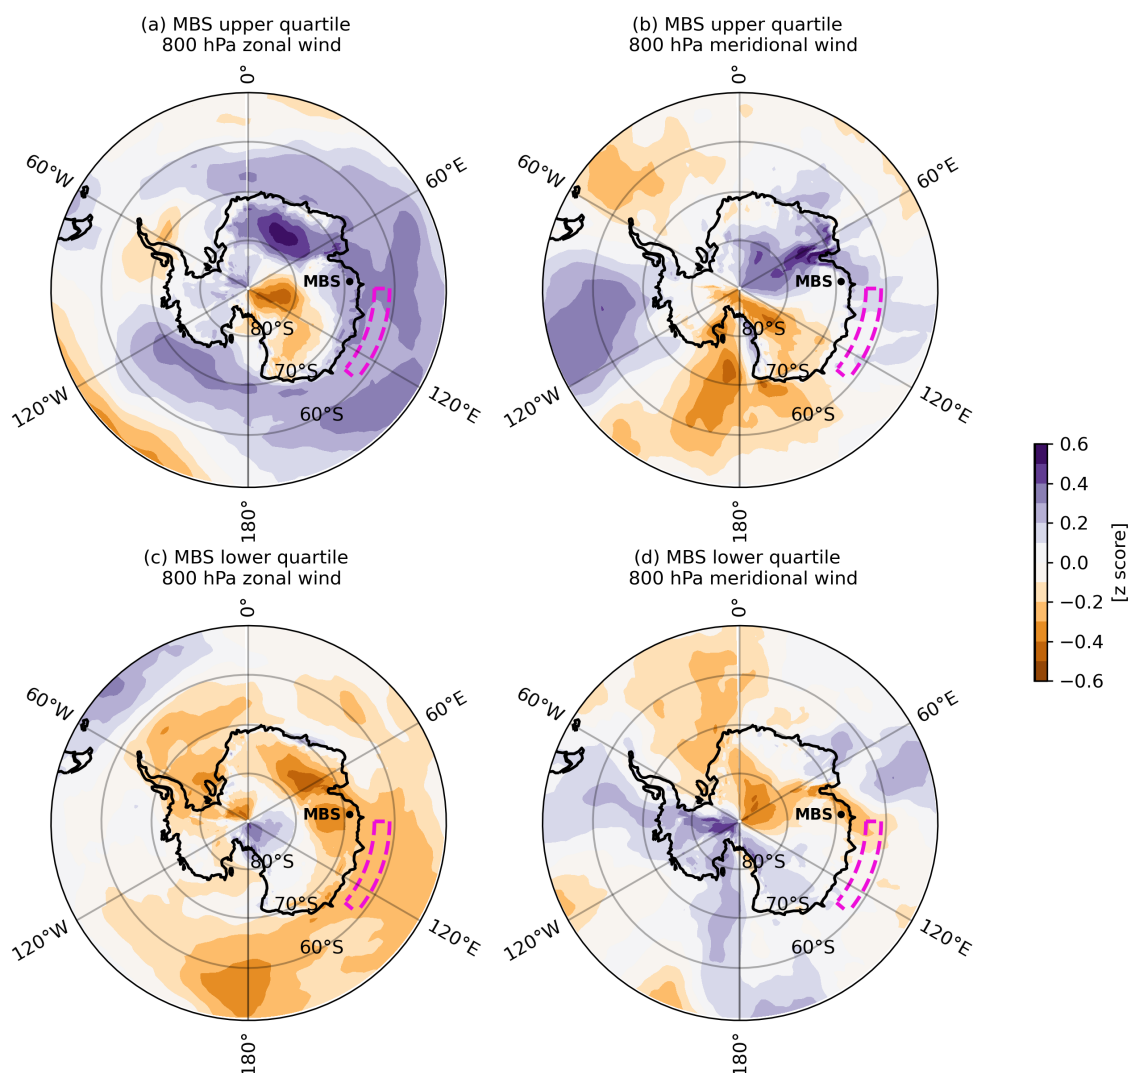 (a) MBS upper quartile
800 hPa zonal wind
0°
60°W
60°E
MBS
80°S
70°S
60°S
120°W
120°E
180°
(b) MBS upper quartile
800 hPa meridional wind
0°
60°W
60°E
MBS
80°S
70°S
60°S
120°W
120°E
180°
(c) MBS lower quartile
800 hPa zonal wind
0°
60°W
60°E
MBS
80°S
70°S
60°S
120°W
120°E
180°
(d) MBS lower quartile
800 hPa meridional wind
0°
60°W
60°E
MBS
80°S
70°S
60°S
120°W
120°E
180°
0.6
0.4
0.2
0.0
−0.2
−0.4
−0.6
[z score]